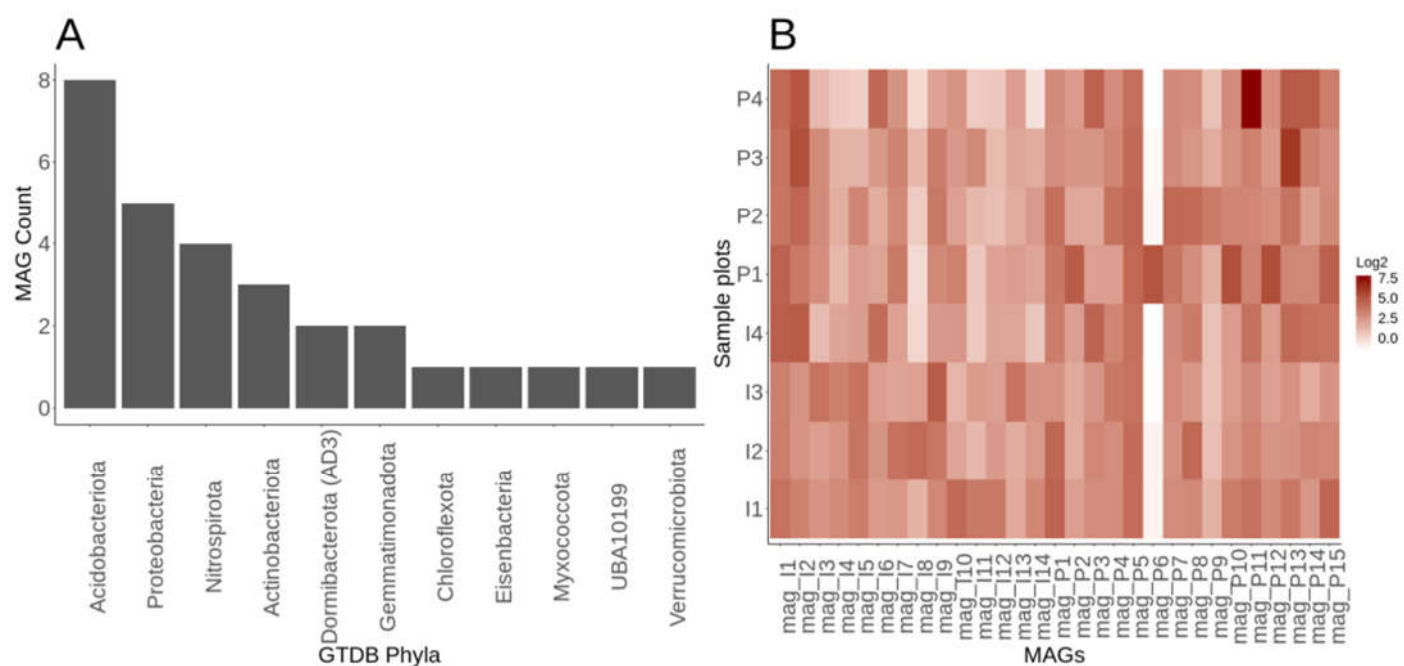 A
MAG Count
8
6
4
2
0
Acidobacteriota
Proteobacteria
Nitrospirota
Actinobacteriota
Dormibacterota (AD3)
Gemmatimonadota
Chloroflexota
Eisenbacteria
Myxococcota
UBA10199
Verrucomicrobiota
GTDB Phyla
B
Sample plots
P4
P3
P2
P1
I4
I3
I2
I1
mag_I1
mag_I2
mag_I3
mag_I4
mag_I5
mag_I6
mag_I7
mag_I8
mag_I9
mag_I10
mag_I11
mag_I12
mag_I13
mag_I14
mag_P1
mag_P2
mag_P3
mag_P4
mag_P5
mag_P6
mag_P7
mag_P8
mag_P9
mag_P10
mag_P11
mag_P12
mag_P13
mag_P14
mag_P15
MAGs
Log2
7.5
5.0
2.5
0.0